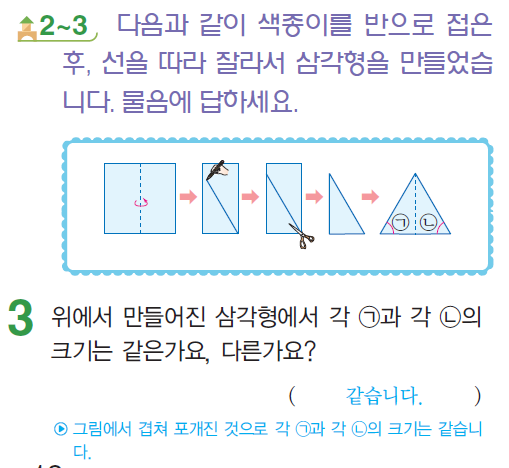 2~3 다음과 같이 색종이를 반으로 접은
후, 선을 따라 잘라서 삼각형을 만들었습
니다. 물음에 답하세요.
㉠ ㉡
3 위에서 만들어진 삼각형에서 각 ㉠과 각 ㉡의
크기는 같은가요, 다른가요?
( 같습니다. )
▶ 그림에서 겹쳐 포개진 것으로 각 ㉠과 각 ㉡의 크기는 같습니
다.